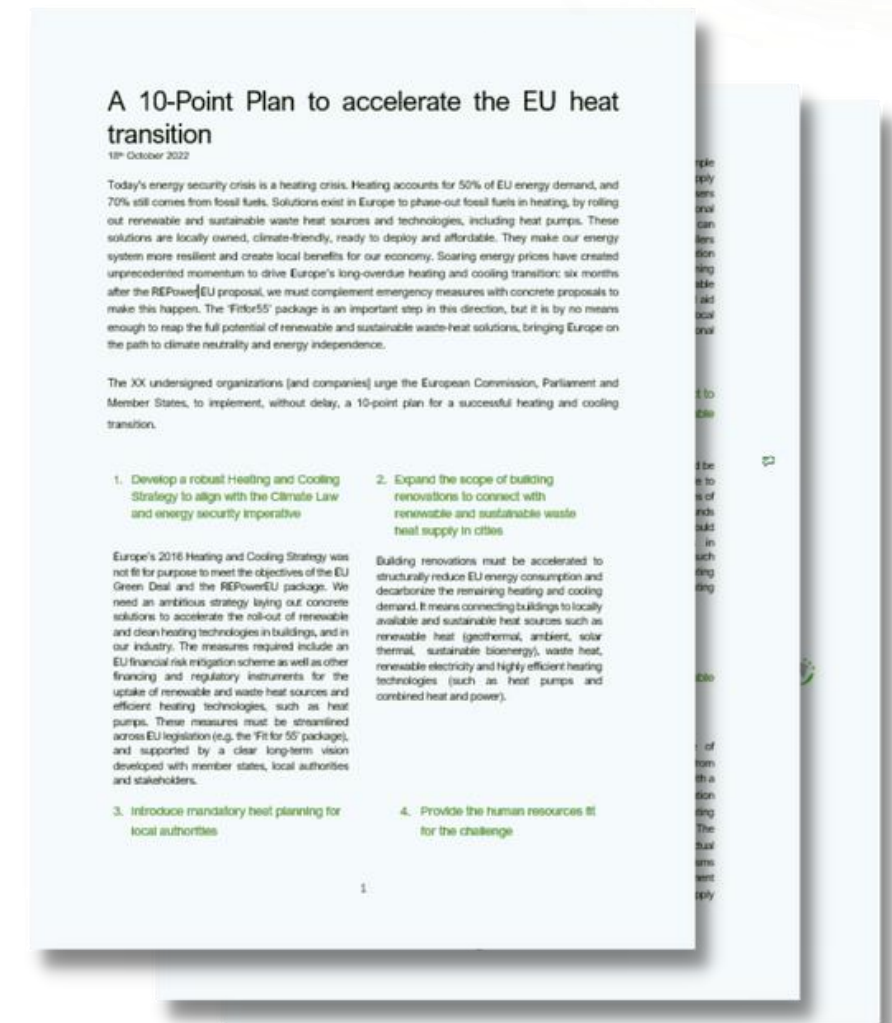 A 10-Point Plan to accelerate the EU heat
transition
18th October 2022
Today's energy security crisis is a heating crisis. Heating accounts for 50% of EU energy demand, and
70% still comes from fossil fuels. Solutions exist in Europe to phase-out fossil fuels in heating, by rolling
out renewable and sustainable waste heat sources and technologies, including heat pumps. These
solutions are locally owned, climate-friendly, ready to deploy and affordable. They make our energy
system more resilient and create local benefits for our economy. Soaring energy prices have created
unprecedented momentum to drive Europe's long-overdue heating and cooling transition: six months
after the REPowerEU proposal, we must complement emergency measures with concrete proposals to
make this happen. The 'Fitfor55' package is an important step in this direction, but it is by no means
enough to reap the full potential of renewable and sustainable waste-heat solutions, bringing Europe on
the path to climate neutrality and energy independence.
The XX undersigned organizations [and companies] urge the European Commission, Parliament and
Member States, to implement, without delay, a 10-point plan for a successful heating and cooling
transition.
1. Develop a robust Heating and Cooling
Strategy to align with the Climate Law
and energy security imperative
Europe's 2016 Heating and Cooling Strategy was
not fit for purpose to meet the objectives of the EU
Green Deal and the REPowerEU package. We
need an ambitious strategy laying out concrete
solutions to accelerate the roll-out of renewable
and clean heating technologies in buildings, and in
our industry. The measures required include an
EU financial risk mitigation scheme as well as other
financing and regulatory instruments for the
uptake of renewable and waste heat sources and
efficient heating technologies, such as heat
pumps. These measures must be streamlined
across EU legislation (e.g. the 'Fit for 55' package),
and supported by a clear long-term vision
developed with member states, local authorities
and stakeholders.
2. Expand the scope of building
renovations to connect with
renewable and sustainable waste
heat supply in cities
Building renovations must be accelerated to
structurally reduce EU energy consumption and
decarbonize the remaining heating and cooling
demand. It means connecting buildings to locally
available and sustainable heat sources such as
renewable heat (geothermal, ambient, solar
thermal, sustainable bioenergy), waste heat,
renewable electricity and highly efficient heating
technologies (such as heat pumps and
combined heat and power).
3. Introduce mandatory heat planning for
local authorities
4. Provide the human resources fit
for the challenge
1